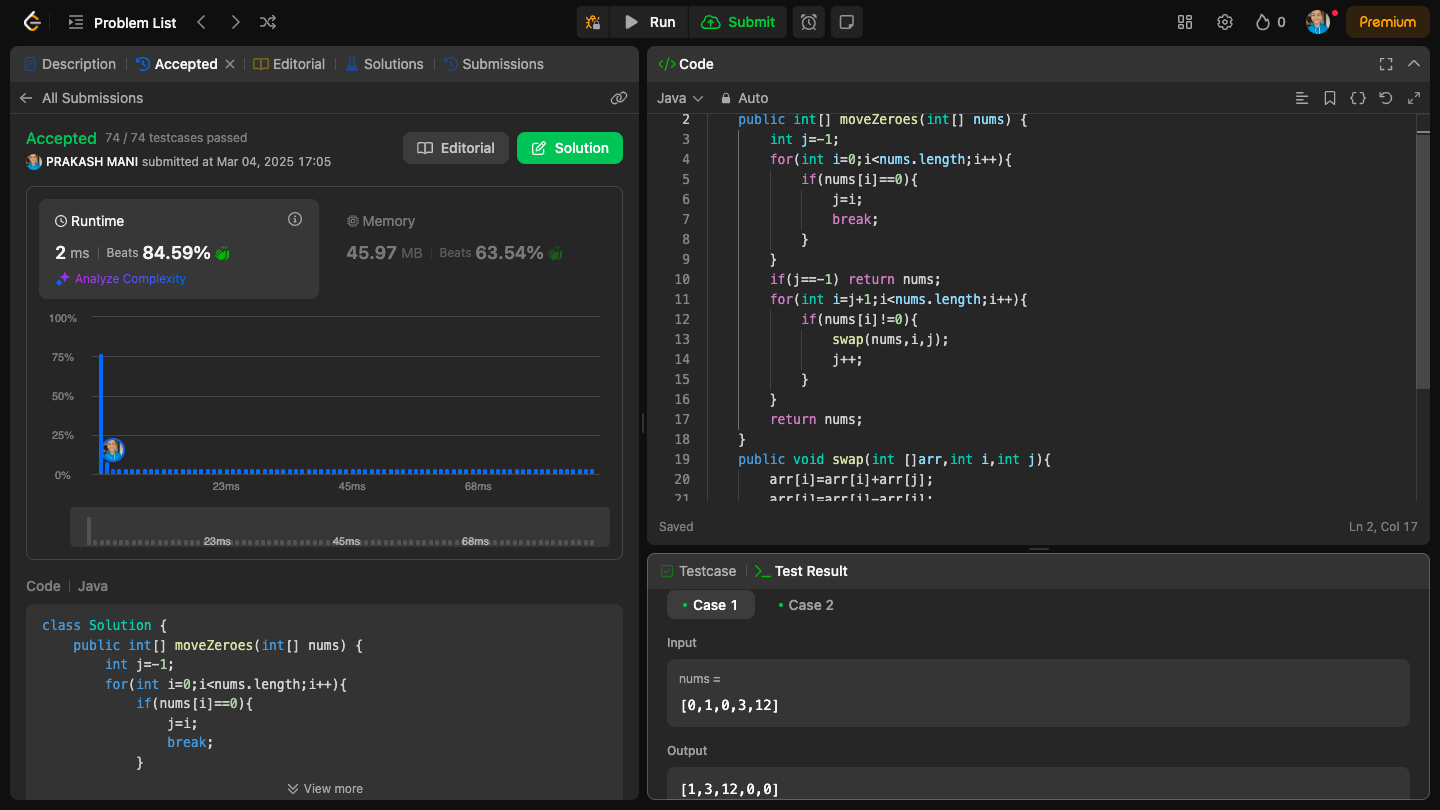 Problem List
Run
Submit
0
Premium
Description
Accepted
Editorial
Solutions
Submissions
All Submissions
Accepted 74 / 74 testcases passed
PRAKASH MANI submitted at Mar 04, 2025 17:05
Editorial
Solution
Runtime
2 ms Beats 84.59%
Analyze Complexity
Memory
45.97 MB Beats 63.54%
100%
75%
50%
25%
0%
23ms 45ms 68ms
23ms 45ms 68ms
Code Java
class Solution {
    public int[] moveZeroes(int[] nums) {
        int j=-1;
        for(int i=0;i<nums.length;i++){
            if(nums[i]==0){
                j=i;
                break;
            }
View more
Code
Java Auto
2     public int[] moveZeroes(int[] nums) {
3         int j=-1;
4         for(int i=0;i<nums.length;i++){
5             if(nums[i]==0){
6                 j=i;
7                 break;
8             }
9         }
10         if(j==-1) return nums;
11         for(int i=j+1;i<nums.length;i++){
12             if(nums[i]!=0){
13                 swap(nums,i,j);
14                 j++;
15             }
16         }
17         return nums;
18     }
19     public void swap(int []arr,int i,int j){
20         arr[i]=arr[i]+arr[j];
21
Saved
Ln 2, Col 17
Testcase
Test Result
Case 1
Case 2
Input
nums =
[0,1,0,3,12]
Output
[1,3,12,0,0]